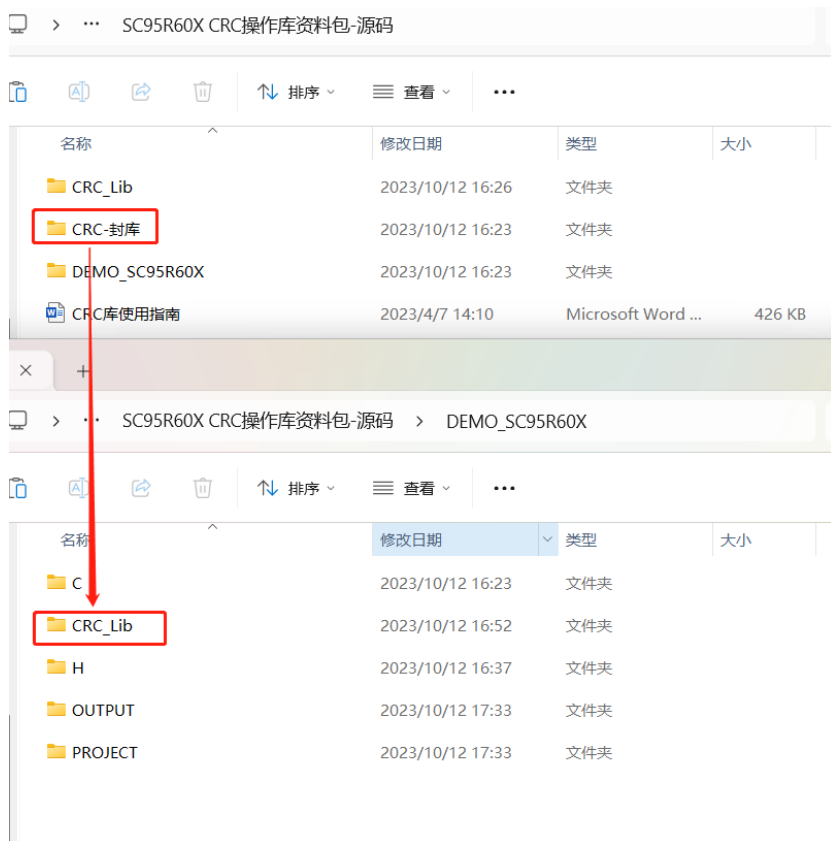 SC95R60X CRC操作库资料包-源码
排序 查看
名称 修改日期 类型 大小
CRC_Lib 2023/10/12 16:26 文件夹
CRC-封库 2023/10/12 16:23 文件夹
DEMO_SC95R60X 2023/10/12 16:23 文件夹
CRC库使用指南 2023/4/7 14:10 Microsoft Word ... 426 KB
SC95R60X CRC操作库资料包-源码 > DEMO_SC95R60X
排序 查看
名称 修改日期 类型 大小
C 2023/10/12 16:23 文件夹
CRC_Lib 2023/10/12 16:52 文件夹
H 2023/10/12 16:37 文件夹
OUTPUT 2023/10/12 17:33 文件夹
PROJECT 2023/10/12 17:33 文件夹